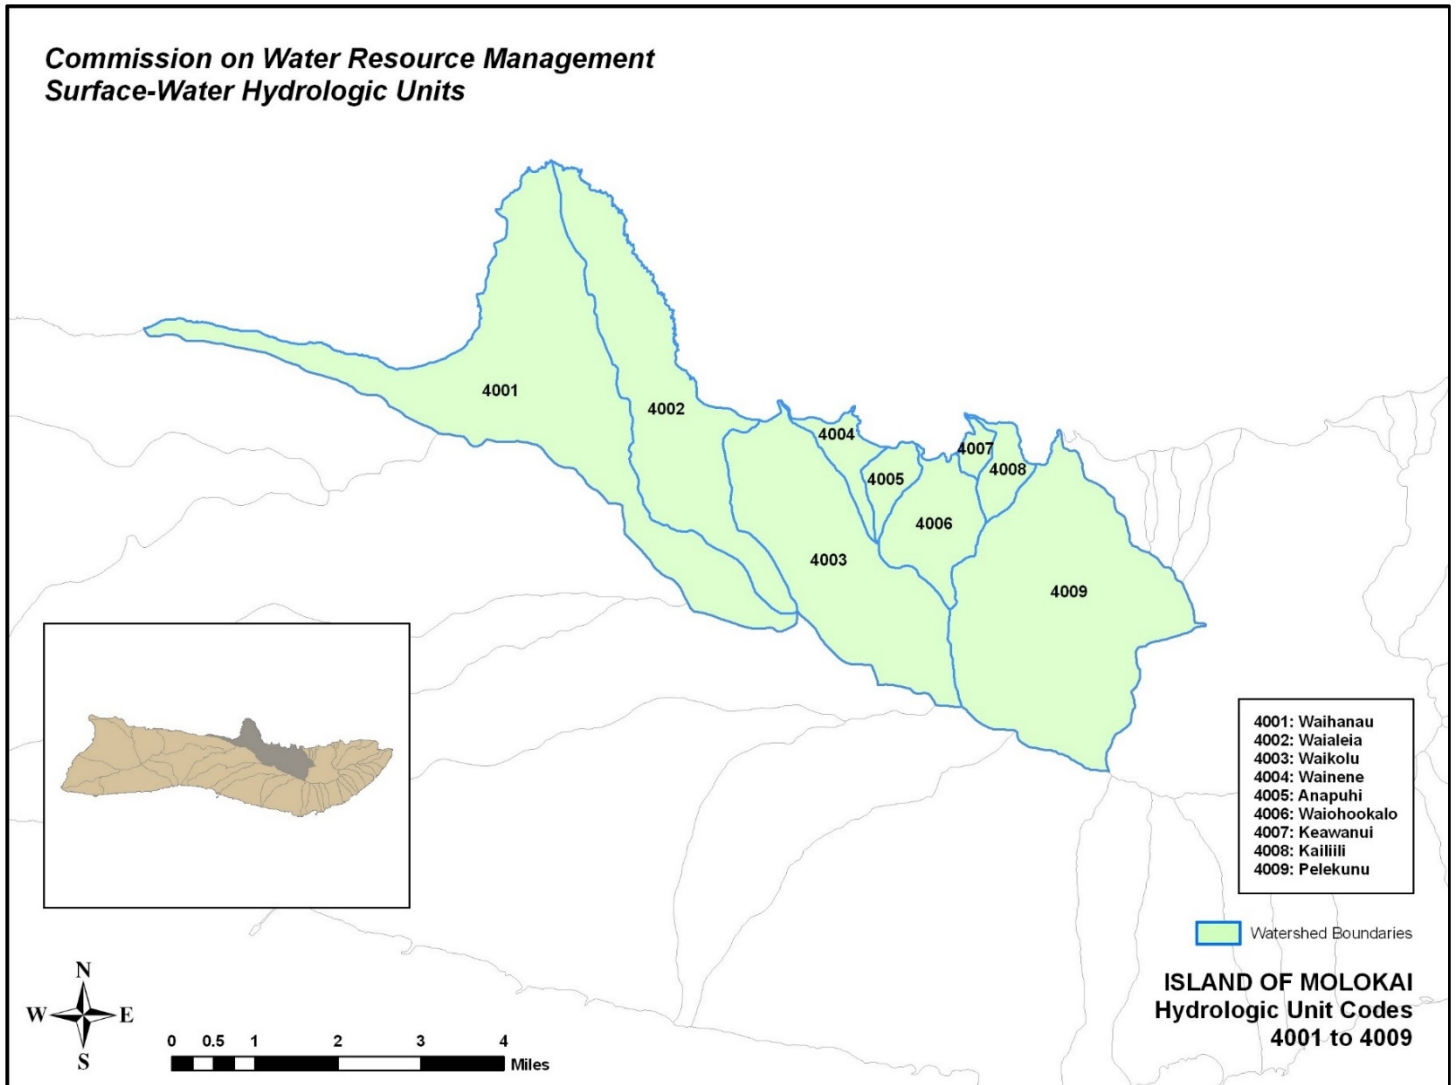 Commission on Water Resource Management
Surface-Water Hydrologic Units
4001
4002
4004
4007
4008
4005
4006
4003
4009
4001: Waihanau
4002: Waialeia
4003: Waikolu
4004: Wainene
4005: Anapuhi
4006: Waiohookalo
4007: Keawanui
4008: Kailiili
4009: Pelekunu
Watershed Boundaries
ISLAND OF MOLOKAI
Hydrologic Unit Codes
4001 to 4009
N
W E
S
0 0.5 1 2 3 4
Miles